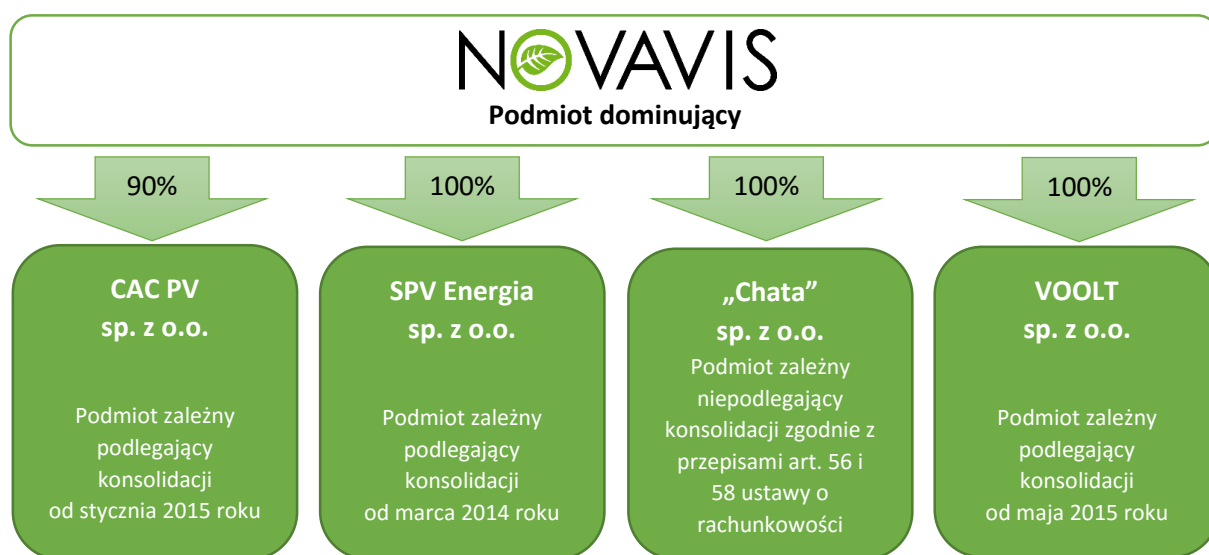 NOVAVIS
Podmiot dominujący
90%
100%
100%
100%
CAC PV
sp. z o.o.
Podmiot zależny
podlegający
konsolidacji
od stycznia 2015 roku
SPV Energia
sp. z o.o.
Podmiot zależny
podlegający
konsolidacji
od marca 2014 roku
„Chata”
sp. z o.o.
Podmiot zależny
niepodlegający
konsolidacji zgodnie z
przepisami art. 56 i
58 ustawy o
rachunkowości
VOOLT
sp. z o.o.
Podmiot zależny
podlegający
konsolidacji
od maja 2015 roku